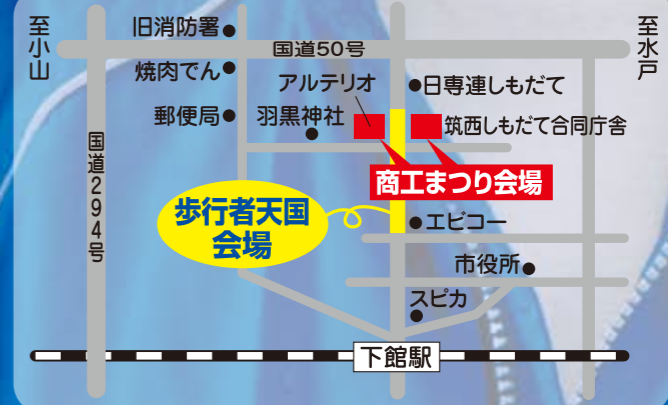 至小山
旧消防署
国道50号
至水戸
焼肉でん
アルテリオ
日専連しもだて
郵便局
羽黒神社
筑西しもだて合同庁舎
国道294号
商工まつり会場
歩行者天国
会場
エビコー
市役所
スピカ
下館駅